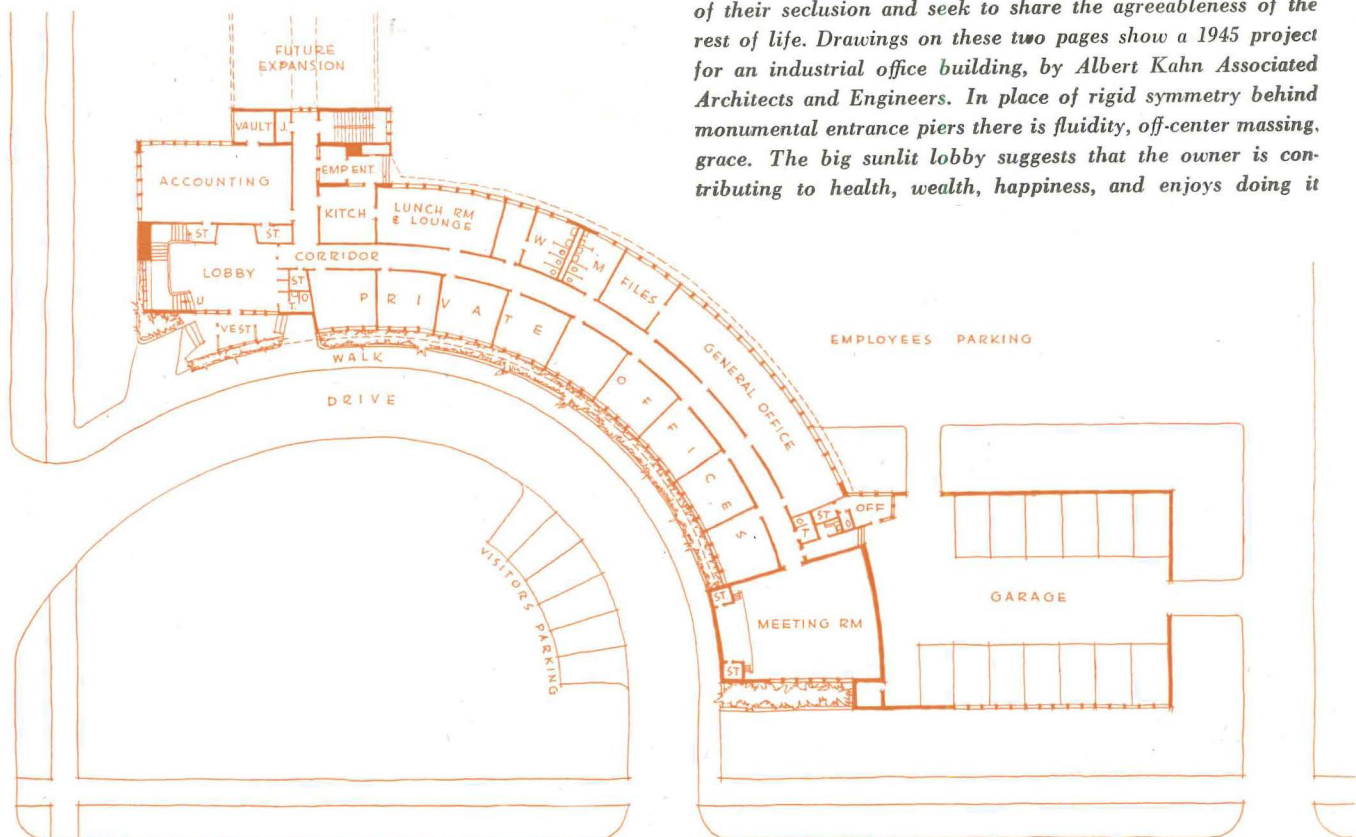 of their seclusion and seek to share the agreeableness of the
rest of life. Drawings on these two pages show a 1945 project
for an industrial office building, by Albert Kahn Associated
Architects and Engineers. In place of rigid symmetry behind
monumental entrance piers there is fluidity, off-center massing,
grace. The big sunlit lobby suggests that the owner is con-
tributing to health, wealth, happiness, and enjoys doing it
FUTURE
EXPANSION
VAULT
J.
EMP ENT.
ACCOUNTING
KITCH
LUNCH RM
& LOUNGE
ST
ST.
CORRIDOR
W
M
LOBBY
ST
FILES
U
T.
VEST
PRIVATE
OFFICES
WALK
DRIVE
GENERAL OFFICE
EMPLOYEES PARKING
VISITORS PARKING
ST
T.
OFF
ST
MEETING RM
ST
GARAGE